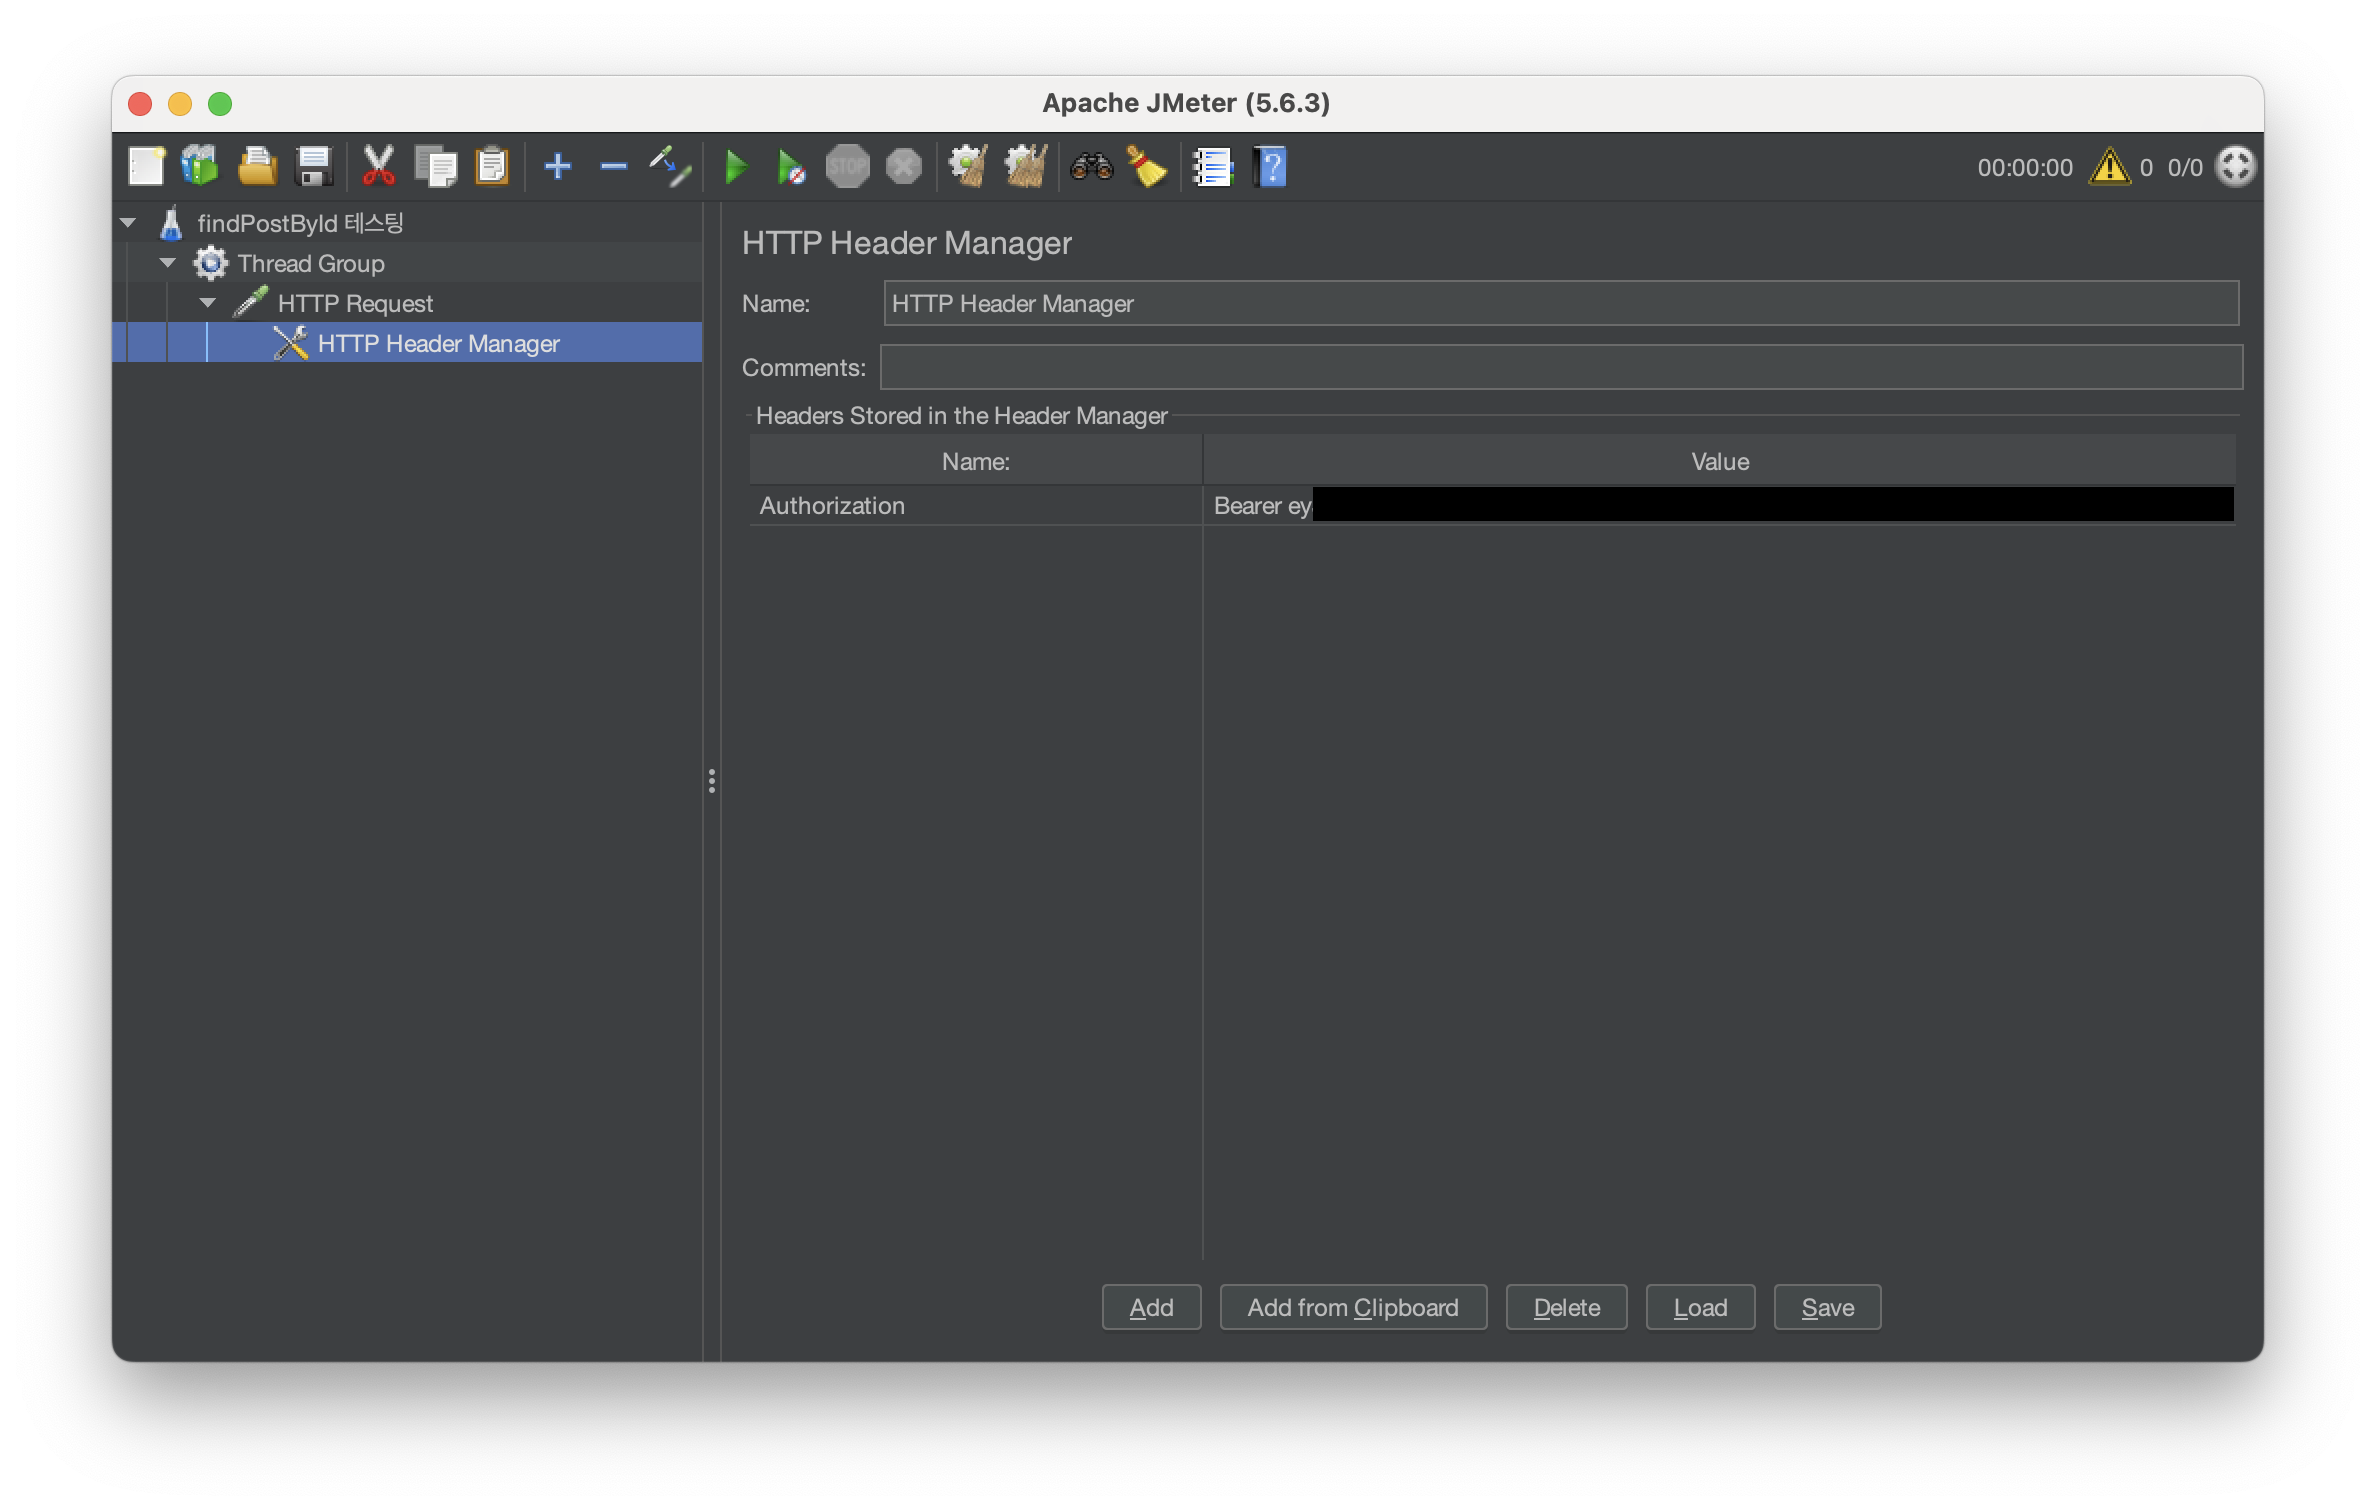 Apache JMeter (5.6.3)
STOP
00:00:00
0
0/0
findPostById 테스팅
Thread Group
HTTP Request
HTTP Header Manager
HTTP Header Manager
Name:
HTTP Header Manager
Comments:
Headers Stored in the Header Manager
Name:
Value
Authorization
Bearer ey
Add
Add from Clipboard
Delete
Load
Save